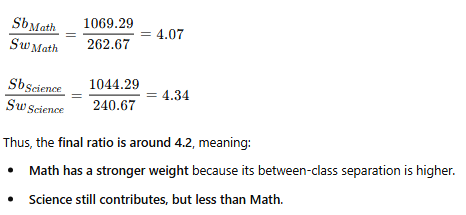 Sb_Math / Sw_Math = 1069.29 / 262.67 = 4.07
Sb_Science / Sw_Science = 1044.29 / 240.67 = 4.34
Thus, the final ratio is around 4.2, meaning:
• Math has a stronger weight because its between-class separation is higher.
• Science still contributes, but less than Math.